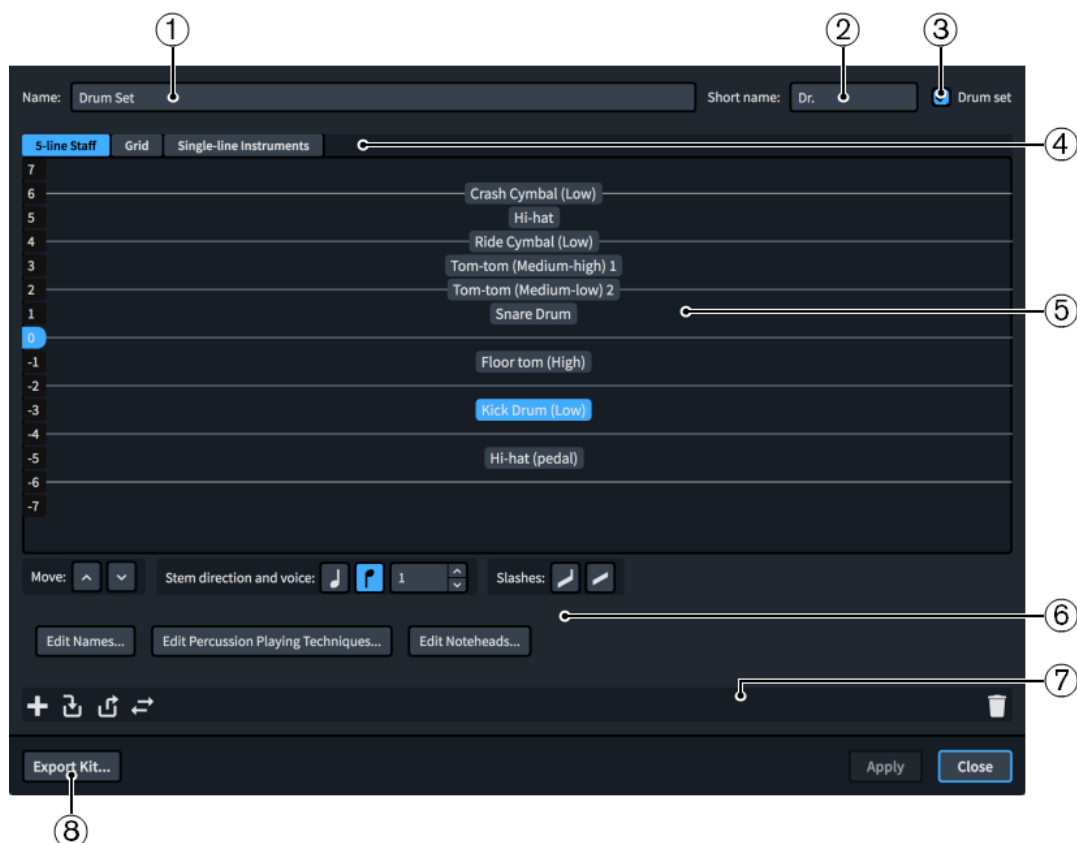 ① ② ③
Name: Drum Set Short name: Dr. Drum set
5-line Staff Grid Single-line Instruments ④
7
6 Crash Cymbal (Low)
5 Hi-hat
4 Ride Cymbal (Low)
3 Tom-tom (Medium-high) 1
2 Tom-tom (Medium-low) 2
1 Snare Drum ⑤
0
-1 Floor tom (High)
-2
-3 Kick Drum (Low)
-4
-5 Hi-hat (pedal)
-6
-7
Move: Stem direction and voice: 1 Slashes:
⑥
Edit Names... Edit Percussion Playing Techniques... Edit Noteheads...
⑦
Export Kit... Apply Close
⑧